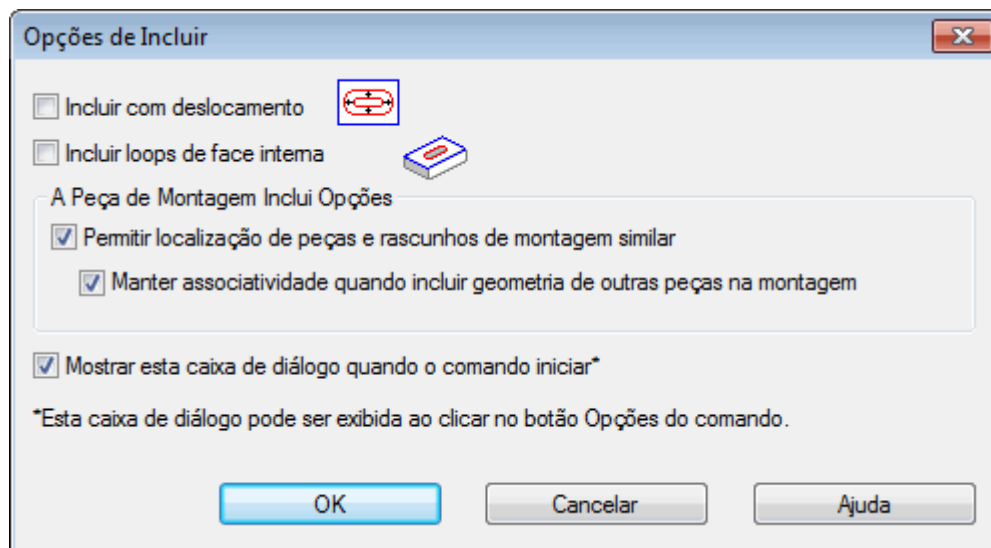 Opções de Incluir
Incluir com deslocamento
Incluir loops de face interna
A Peça de Montagem Inclui Opções
Permitir localização de peças e rascunhos de montagem similar
Manter associatividade quando incluir geometria de outras peças na montagem
Mostrar esta caixa de diálogo quando o comando iniciar*
*Esta caixa de diálogo pode ser exibida ao clicar no botão Opções do comando.
OK Cancelar Ajuda